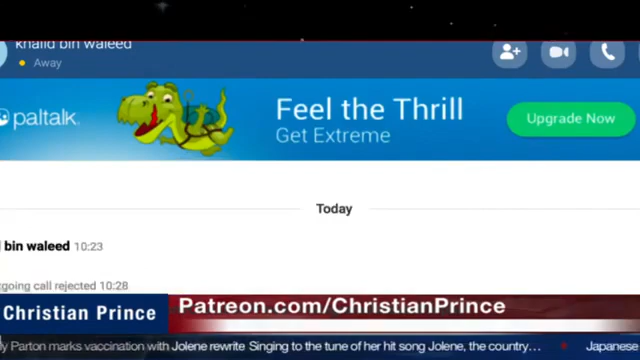 khalid bin waleed
Away
paltalk
Feel the Thrill
Get Extreme
Upgrade Now
Today
bin waleed 10:23
going call rejected 10:28
Christian Prince
Patreon.com/ChristianPrince
y Parton marks vaccination with Jolene rewrite Singing to the tune of her hit song Jolene, the country… Japanese